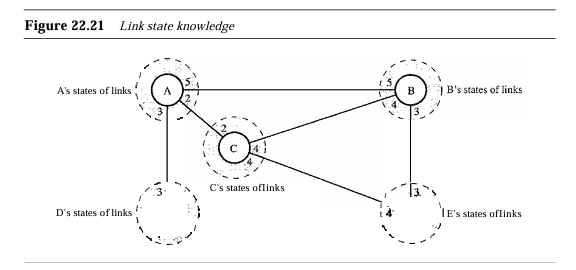 Figure 22.21 Link state knowledge
A's states of links
A
5
2
3
5
B
4
3
B's states of links
2
C
4
4
C's states oflinks
D's states of links
3
3
4
E's states oflinks